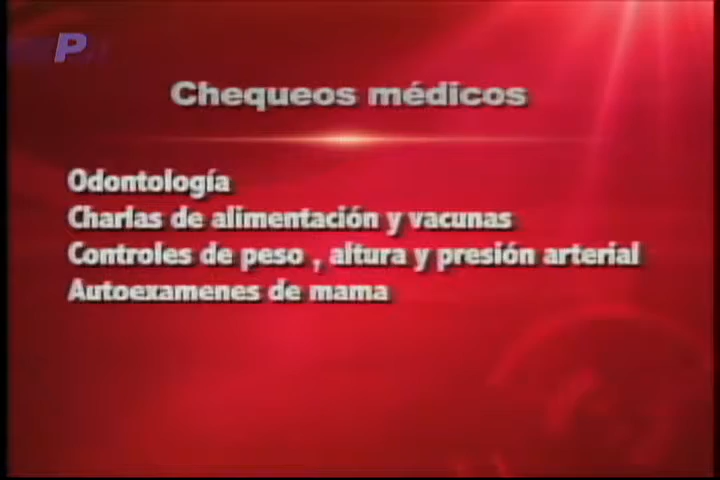 P
Chequeos médicos
Odontología
Charlas de alimentación y vacunas
Controles de peso , altura y presión arterial
Autoexamenes de mama